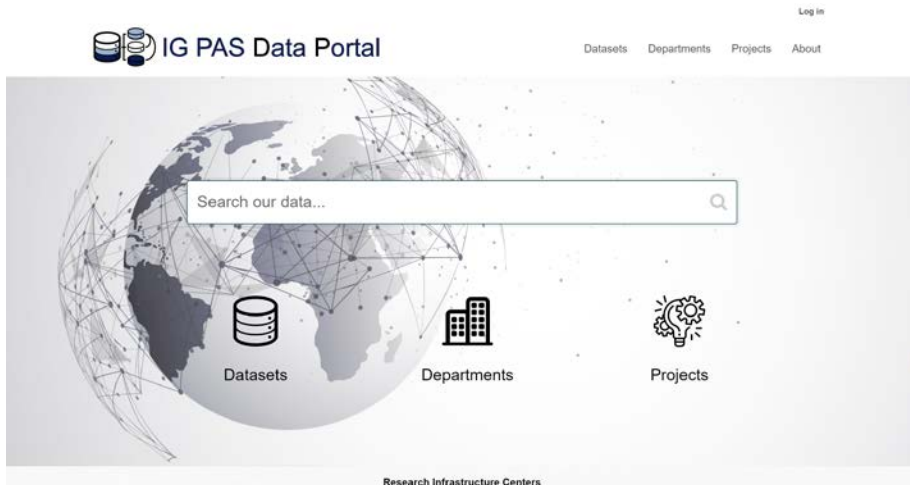 Log in
IG PAS Data Portal
Datasets Departments Projects About
Search our data...
Datasets Departments Projects
Research Infrastructure Centers